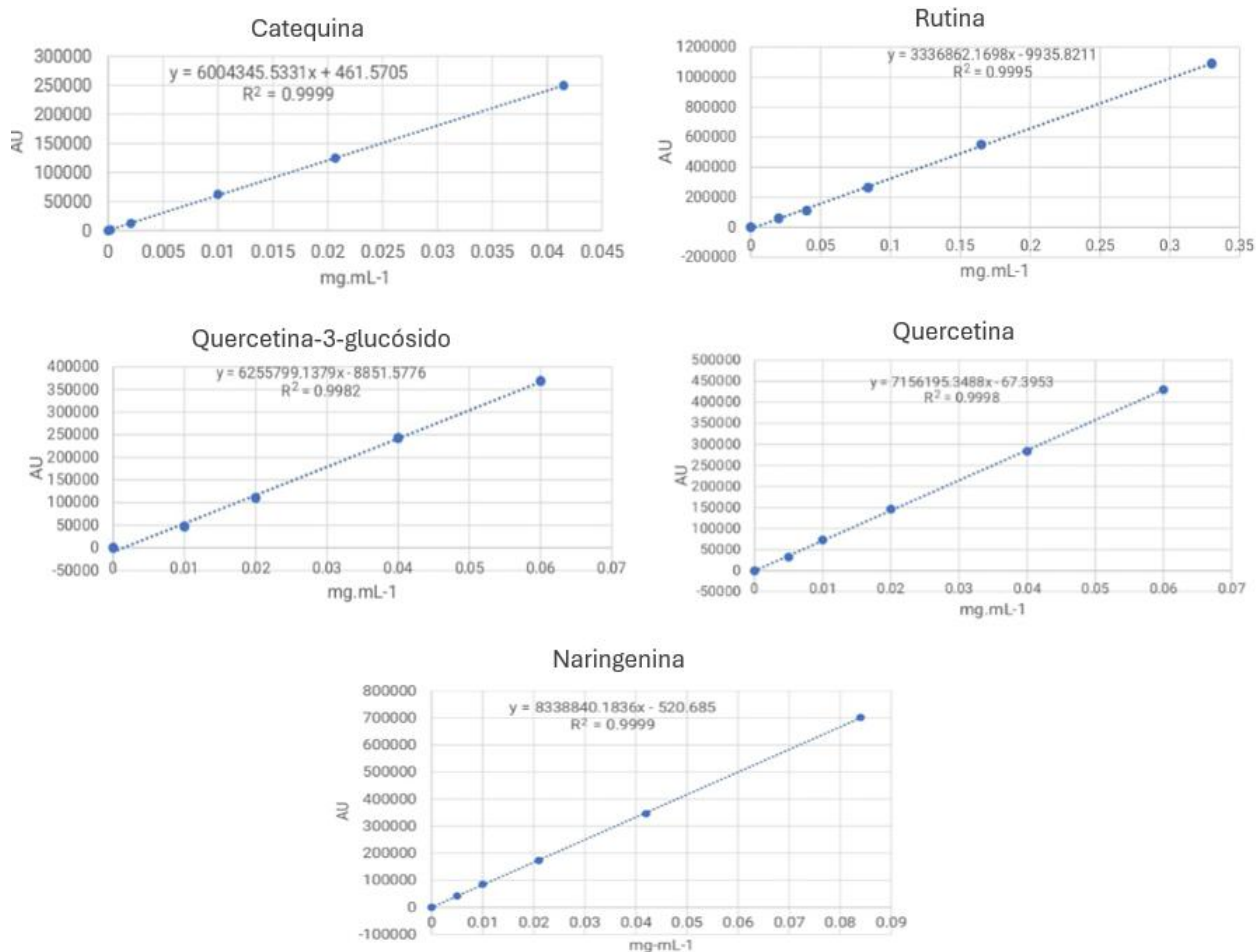 Catequina
300000
y = 6004345.5331x + 461.5705
R² = 0.9999
250000
200000
150000
100000
50000
0
AU
0 0.005 0.01 0.015 0.02 0.025 0.03 0.035 0.04 0.045
mg.mL-1
Rutina
1200000
y = 3336862.1698x - 9935.8211
R² = 0.9995
1000000
800000
600000
400000
200000
0
-200000
AU
0 0.05 0.1 0.15 0.2 0.25 0.3 0.35
mg.mL-1
Quercetina-3-glucósido
400000
y = 6255799.1379x - 8851.5776
R² = 0.9982
350000
300000
250000
200000
150000
100000
50000
0
-50000
AU
0 0.01 0.02 0.03 0.04 0.05 0.06 0.07
mg.mL-1
Quercetina
500000
450000
y = 7156195.3488x - 67.3953
R² = 0.9998
400000
350000
300000
250000
200000
150000
100000
50000
0
-50000
AU
0 0.01 0.02 0.03 0.04 0.05 0.06 0.07
mg.mL-1
Naringenina
800000
y = 8338840.1836x - 520.685
R² = 0.9999
700000
600000
500000
400000
300000
200000
100000
0
-100000
AU
0 0.01 0.02 0.03 0.04 0.05 0.06 0.07 0.08 0.09
mg-mL-1